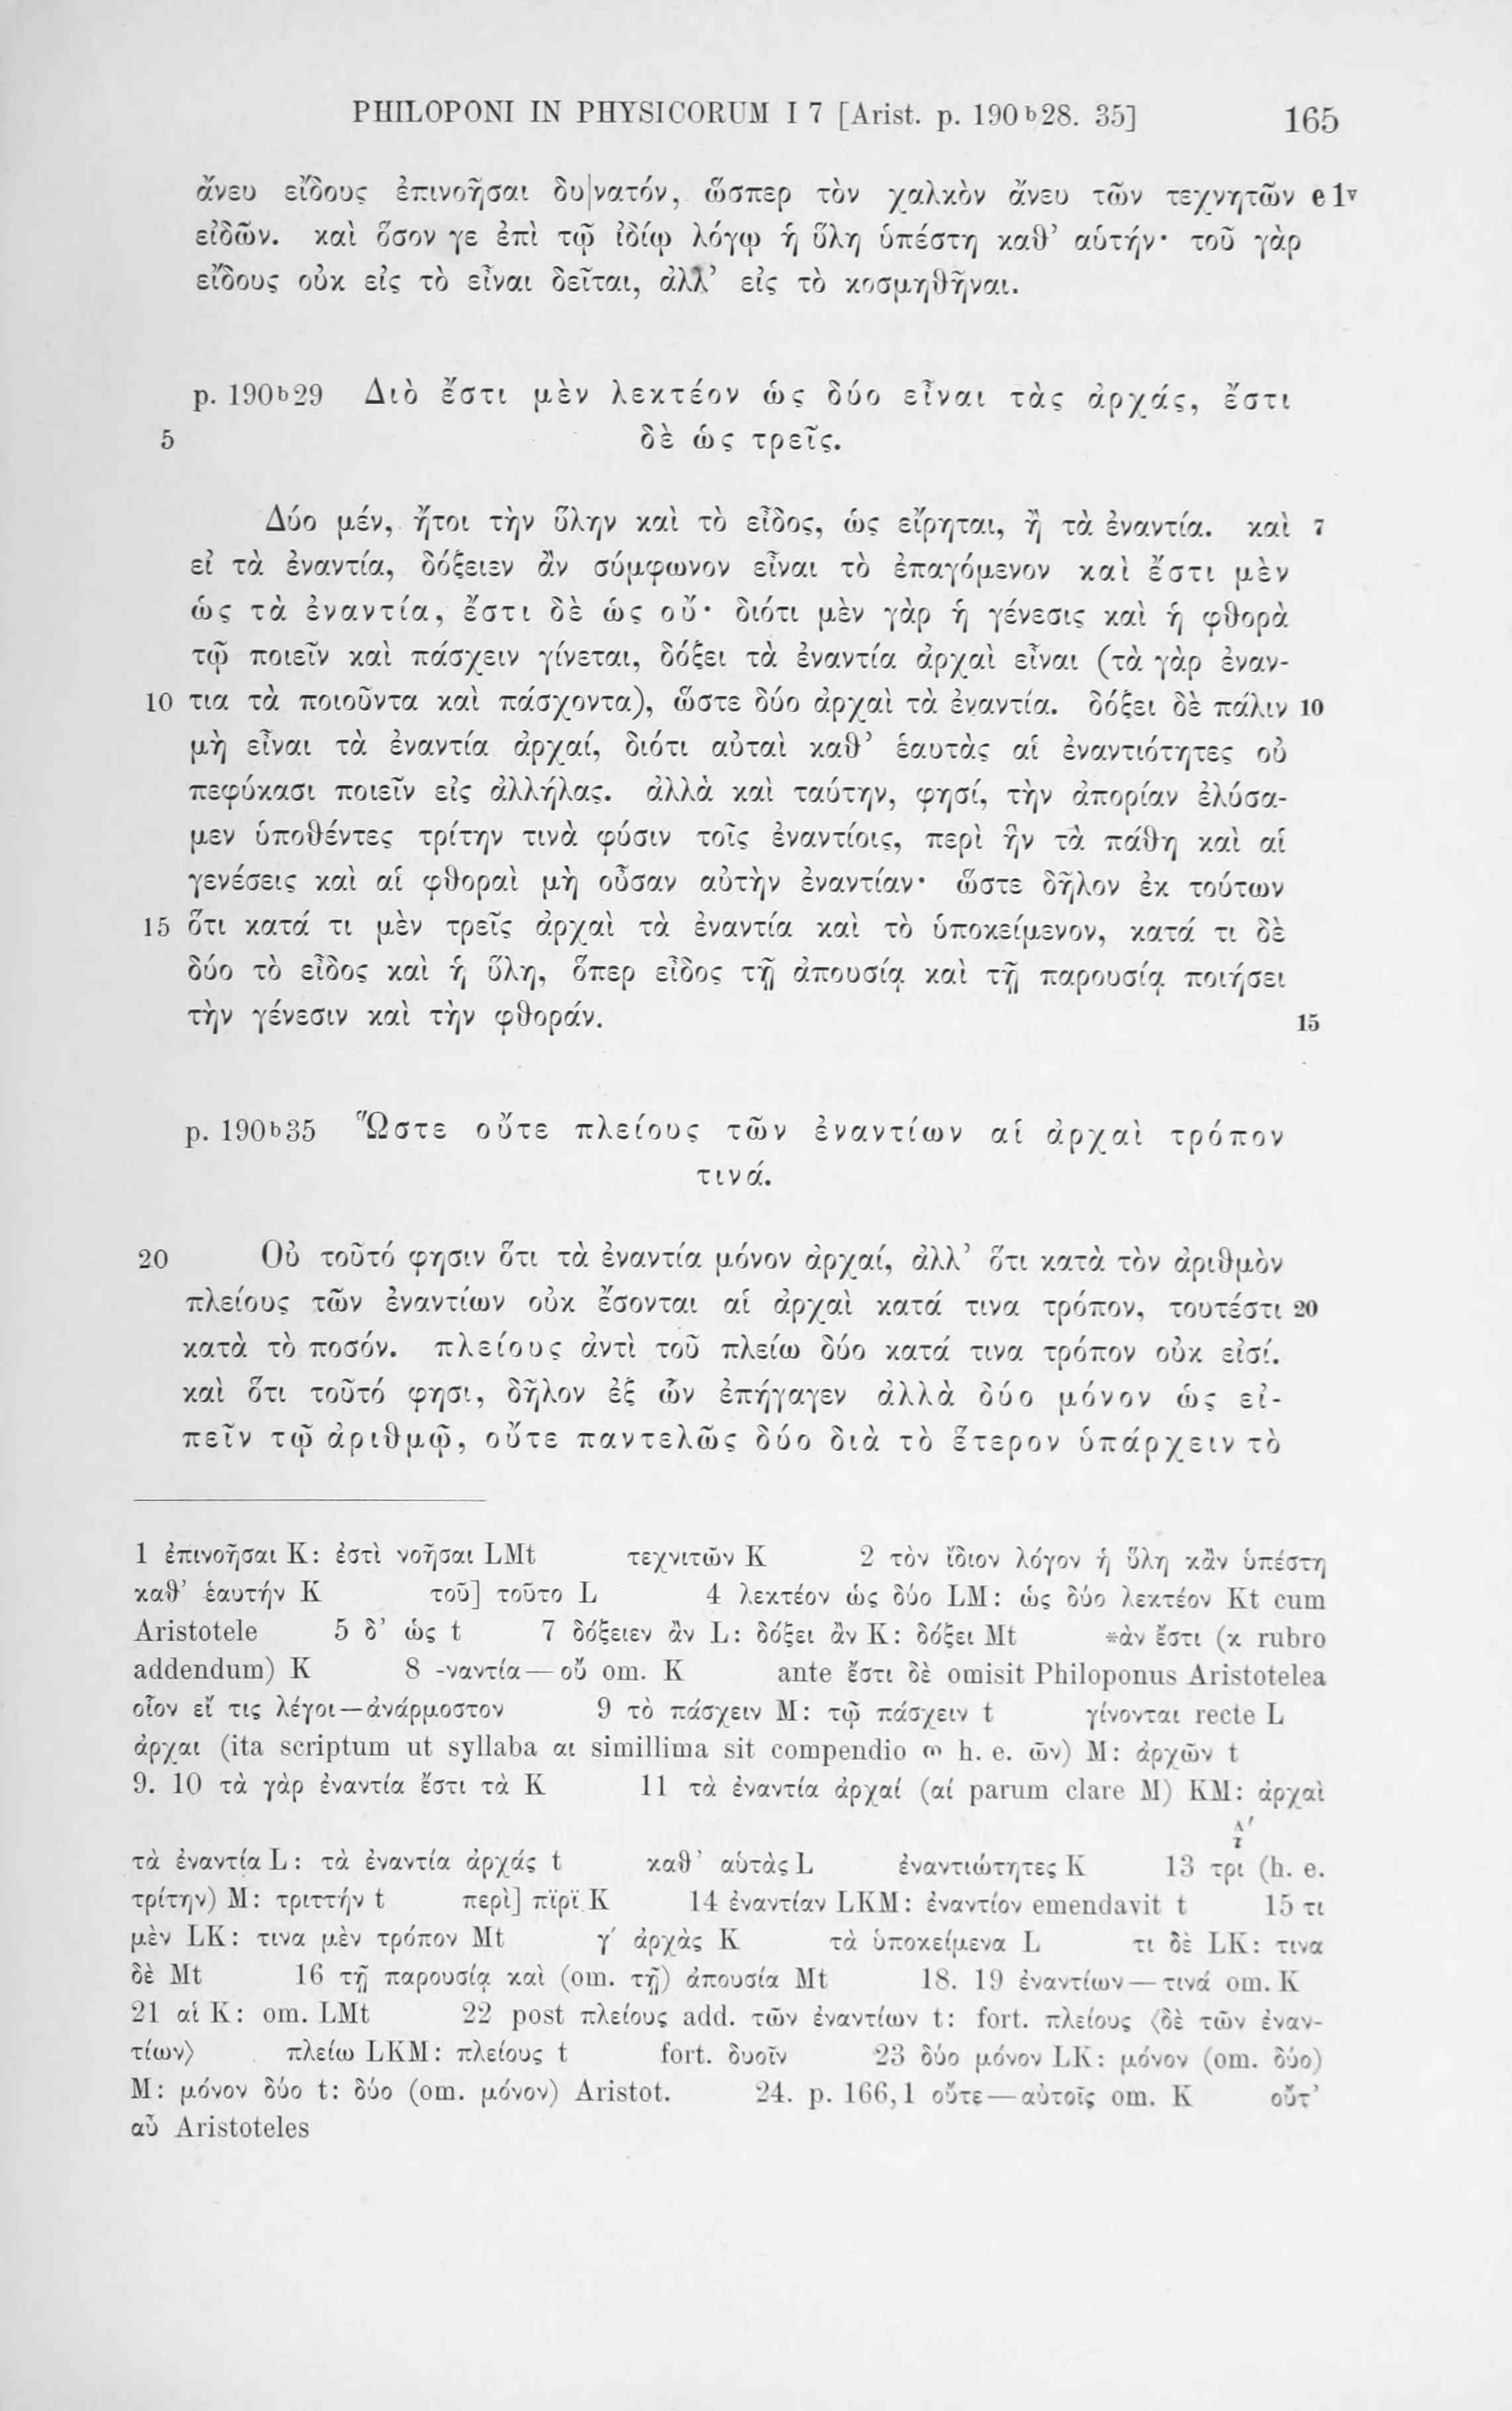 PHILOPONI IN PHYSICORUM I 7 [Arist. p. 190 b 28. 35] 165
ἄνευ εἴδους ἐπινοῆσαι δυ|νατόν, ὥσπερ τὸν χαλκὸν ἄνευ τῶν τεχνητῶν e 1v
εἰδῶν. καὶ ὅσον γε ἐπὶ τῷ ἰδίῳ λόγῳ ἡ ὕλη ὑπέστη καθ’ αὑτήν· τοῦ γὰρ
εἴδους οὐκ εἰς τὸ εἶναι δεῖται, ἀλλ’ εἰς τὸ κοσμηθῆναι.
p. 190b29 Διὸ ἔστι μὲν λεκτέον ὡς δύο εἶναι τὰς ἀρχάς, ἔστι
5 δὲ ὡς τρεῖς.
Δύο μέν, ἤτοι τὴν ὕλην καὶ τὸ εἶδος, ὡς εἴρηται, ἢ τὰ ἐναντία. καὶ 7
εἰ τὰ ἐναντία, δόξειεν ἂν σύμφωνον εἶναι τὸ ἐπαγόμενον καὶ ἔστι μὲν
ὡς τὰ ἐναντία, ἔστι δὲ ὡς οὔ· διότι μὲν γὰρ ἡ γένεσις καὶ ἡ φθορὰ
τῷ ποιεῖν καὶ πάσχειν γίνεται, δόξει τὰ ἐναντία ἀρχαὶ εἶναι (τὰ γὰρ ἐναν-
10 τια τὰ ποιοῦντα καὶ πάσχοντα), ὥστε δύο ἀρχαὶ τὰ ἐναντία. δόξει δὲ πάλιν 10
μὴ εἶναι τὰ ἐναντία ἀρχαί, διότι αὐταὶ καθ’ ἑαυτὰς αἱ ἐναντιότητες οὐ
πεφύκασι ποιεῖν εἰς ἀλλήλας. ἀλλὰ καὶ ταύτην, φησί, τὴν ἀπορίαν ἐλύσα-
μεν ὑποθέντες τρίτην τινὰ φύσιν τοῖς ἐναντίοις, περὶ ἣν τὰ πάθη καὶ αἱ
γενέσεις καὶ αἱ φθοραὶ μὴ οὖσαν αὐτὴν ἐναντίαν· ὥστε δῆλον ἐκ τούτων
15 ὅτι κατά τι μὲν τρεῖς ἀρχαὶ τὰ ἐναντία καὶ τὸ ὑποκείμενον, κατά τι δὲ
δύο τὸ εἶδος καὶ ἡ ὕλη, ὅπερ εἶδος τῇ ἀπουσίᾳ καὶ τῇ παρουσίᾳ ποιήσει
τὴν γένεσιν καὶ τὴν φθοράν. 15
p. 190b35 Ὥστε οὔτε πλείους τῶν ἐναντίων αἱ ἀρχαὶ τρόπον
τινά.
20 Οὐ τοῦτό φησιν ὅτι τὰ ἐναντία μόνον ἀρχαί, ἀλλ’ ὅτι κατὰ τὸν ἀριθμὸν
πλείους τῶν ἐναντίων οὐκ ἔσονται αἱ ἀρχαὶ κατά τινα τρόπον, τουτέστι 20
κατὰ τὸ ποσόν. πλείους ἀντὶ τοῦ πλείω δύο κατά τινα τρόπον οὐκ εἰσί.
καὶ ὅτι τοῦτό φησι, δῆλον ἐξ ὧν ἐπήγαγεν ἀλλὰ δύο μόνον ὡς εἰ-
πεῖν τῷ ἀριθμῷ, οὔτε παντελῶς δύο διὰ τὸ ἕτερον ὑπάρχειν τὸ
1 ἐπινοῆσαι K: ἐστὶ νοῆσαι LMt τεχνιτῶν K 2 τὸν ἴδιον λόγον ἡ ὕλη κἂν ὑπέστη
καθ’ ἑαυτήν K τοῦ] τοῦτο L 4 λεκτέον ὡς δύο LM: ὡς δύο λεκτέον Kt cum
Aristotele 5 δ’ ὡς t 7 δόξειεν ἂν L: δόξει ἂν K: δόξει Mt *ἀν ἔστι (κ rubro
addendum) K 8 -ναντία — οὔ om. K ante ἔστι δὲ omisit Philoponus Aristotelea
οἷον εἴ τις λέγοι — ἀνάρμοστον 9 τὸ πάσχειν M: τῷ πάσχειν t γίνονται recte L
ἀρχαι (ita scriptum ut syllaba αι simillima sit compendio h. e. ῶν) M: ἀρχῶν t
9. 10 τὰ γὰρ ἐναντία ἔστι τὰ K 11 τὰ ἐναντία ἀρχαί (αί parum clare M) KM: ἀρχαὶ
τὰ ἐναντία L: τὰ ἐναντία ἀρχάς t καθ’ αὑτὰς L ἐναντιώτητες K 13 τρι (h. e.
τρίτην) M: τριττήν t περὶ] πϊρϊ K 14 ἐναντίαν LKM: ἐναντίον emendavit t 15 τι
μὲν LK: τινα μὲν τρόπον Mt γ′ ἀρχὰς K τὰ ὑποκείμενα L τι δὲ LK: τινα
δὲ Mt 16 τῇ παρουσίᾳ καὶ (om. τῇ) ἀπουσία Mt 18. 19 ἐναντίων — τινά om. K
21 αἱ K: om. LMt 22 post πλείους add. τῶν ἐναντίων t: fort. πλείους ⟨δὲ τῶν ἐναν-
τίων⟩ πλείω LKM: πλείους t fort. δυοῖν 23 δύο μόνον LK: μόνον (om. δύο)
M: μόνον δύο t: δύο (om. μόνον) Aristot. 24. p. 166,1 οὔτε — αὐτοῖς om. K οὔτ’
αὖ Aristoteles